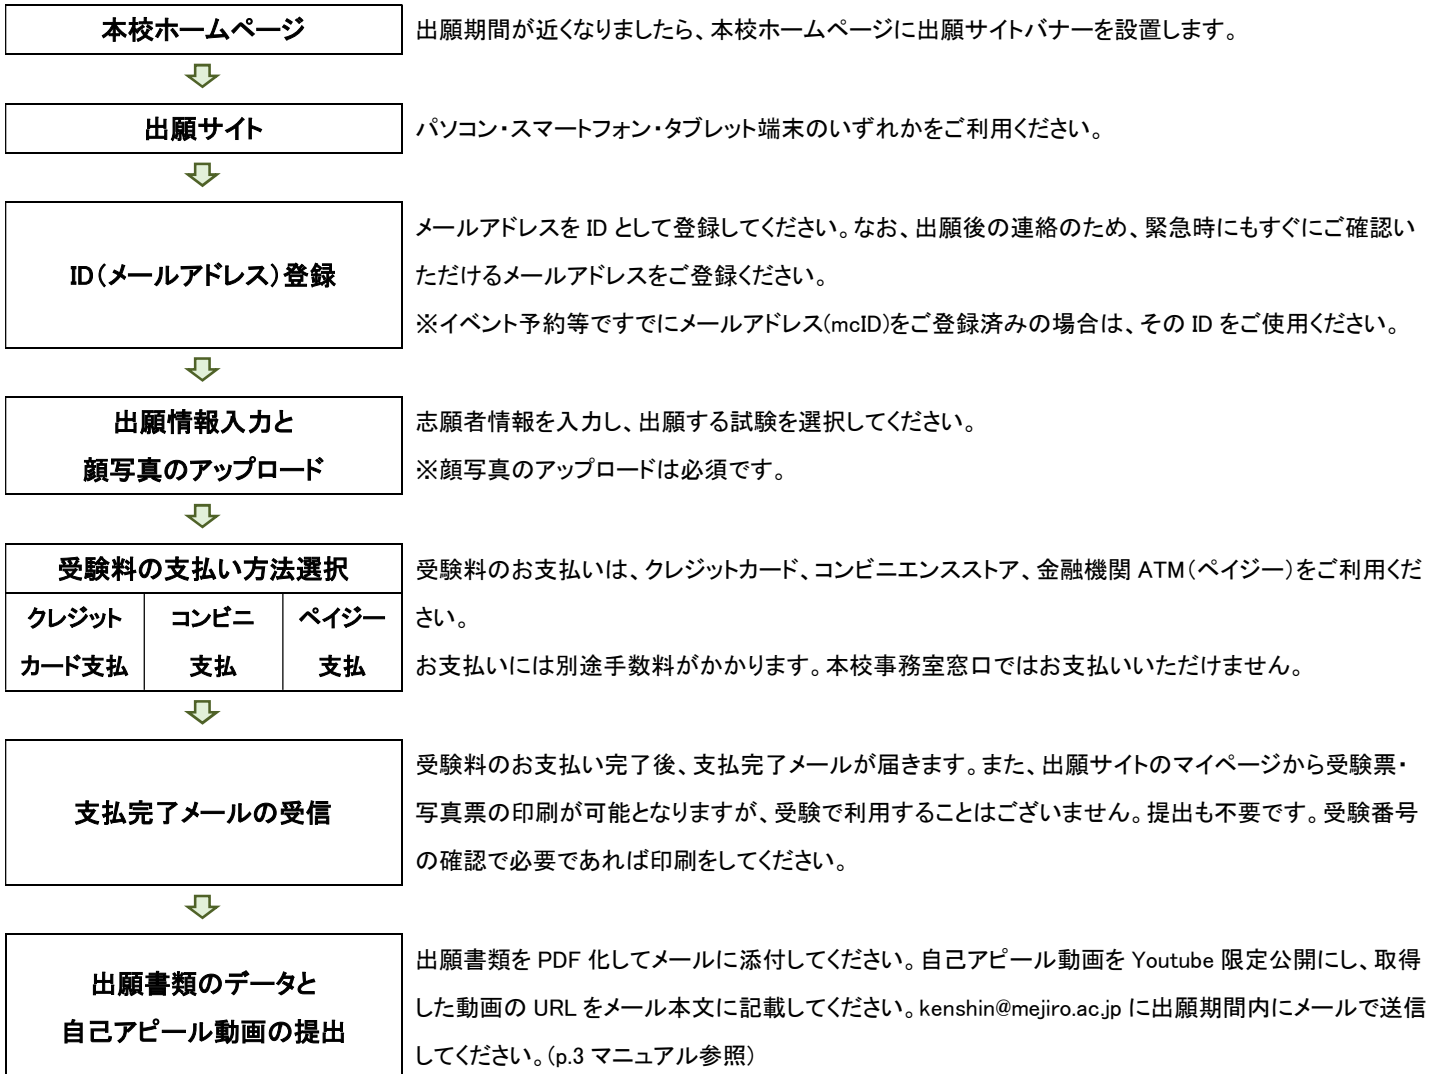 本校ホームページ
出願期間が近くなりましたら、本校ホームページに出願サイトバナーを設置します。
出願サイト
パソコン・スマートフォン・タブレット端末のいずれかをご利用ください。
ID（メールアドレス）登録
メールアドレスを ID として登録してください。なお、出願後の連絡のため、緊急時にもすぐにご確認い
ただけるメールアドレスをご登録ください。
※イベント予約等ですでにメールアドレス(mcID)をご登録済みの場合は、その ID をご使用ください。
出願情報入力と
顔写真のアップロード
志願者情報を入力し、出願する試験を選択してください。
※顔写真のアップロードは必須です。
受験料の支払い方法選択
クレジット
カード支払
コンビニ
支払
ペイジー
支払
受験料のお支払いは、クレジットカード、コンビニエンスストア、金融機関 ATM（ペイジー）をご利用くだ
さい。
お支払いには別途手数料がかかります。本校事務室窓口ではお支払いいただけません。
支払完了メールの受信
受験料のお支払い完了後、支払完了メールが届きます。また、出願サイトのマイページから受験票・
写真票の印刷が可能となりますが、受験で利用することはございません。提出も不要です。受験番号
の確認で必要であれば印刷をしてください。
出願書類のデータと
自己アピール動画の提出
出願書類を PDF 化してメールに添付してください。自己アピール動画を Youtube 限定公開にし、取得
した動画の URL をメール本文に記載してください。kenshin@mejiro.ac.jp に出願期間内にメールで送信
してください。(p.3 マニュアル参照）